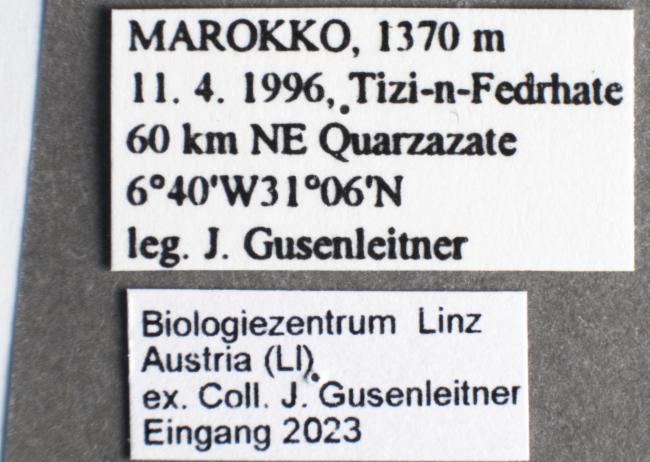 MAROKKO, 1370 m
11. 4. 1996, Tizi-n-Fedrhate
60 km NE Quarzazate
6°40'W31°06'N
leg. J. Gusenleitner
Biologiezentrum Linz
Austria (LI)
ex. Coll. J. Gusenleitner
Eingang 2023